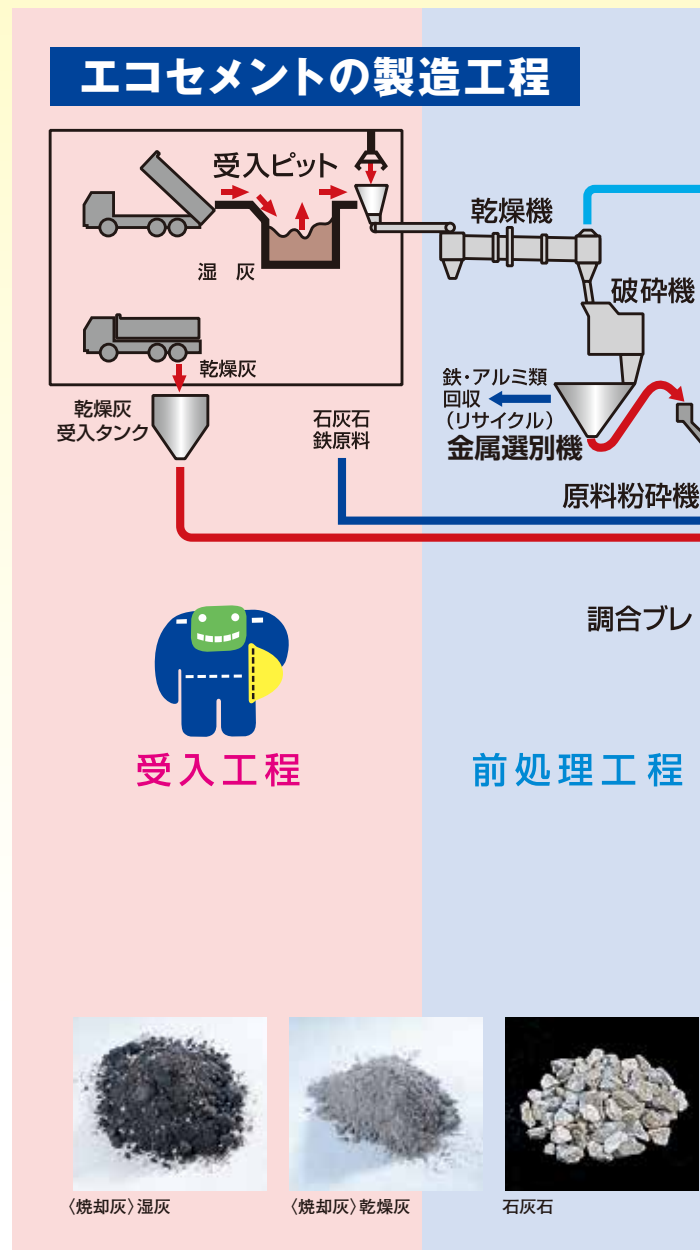 エコセメントの製造工程
受入ピット
湿 灰
乾燥灰
乾燥灰
受入タンク
石灰石
鉄原料
乾燥機
破砕機
鉄・アルミ類
回収
(リサイクル)
金属選別機
原料粉砕機
調合ブレ
受入工程
前処理工程
〈焼却灰〉湿灰
〈焼却灰〉乾燥灰
石灰石